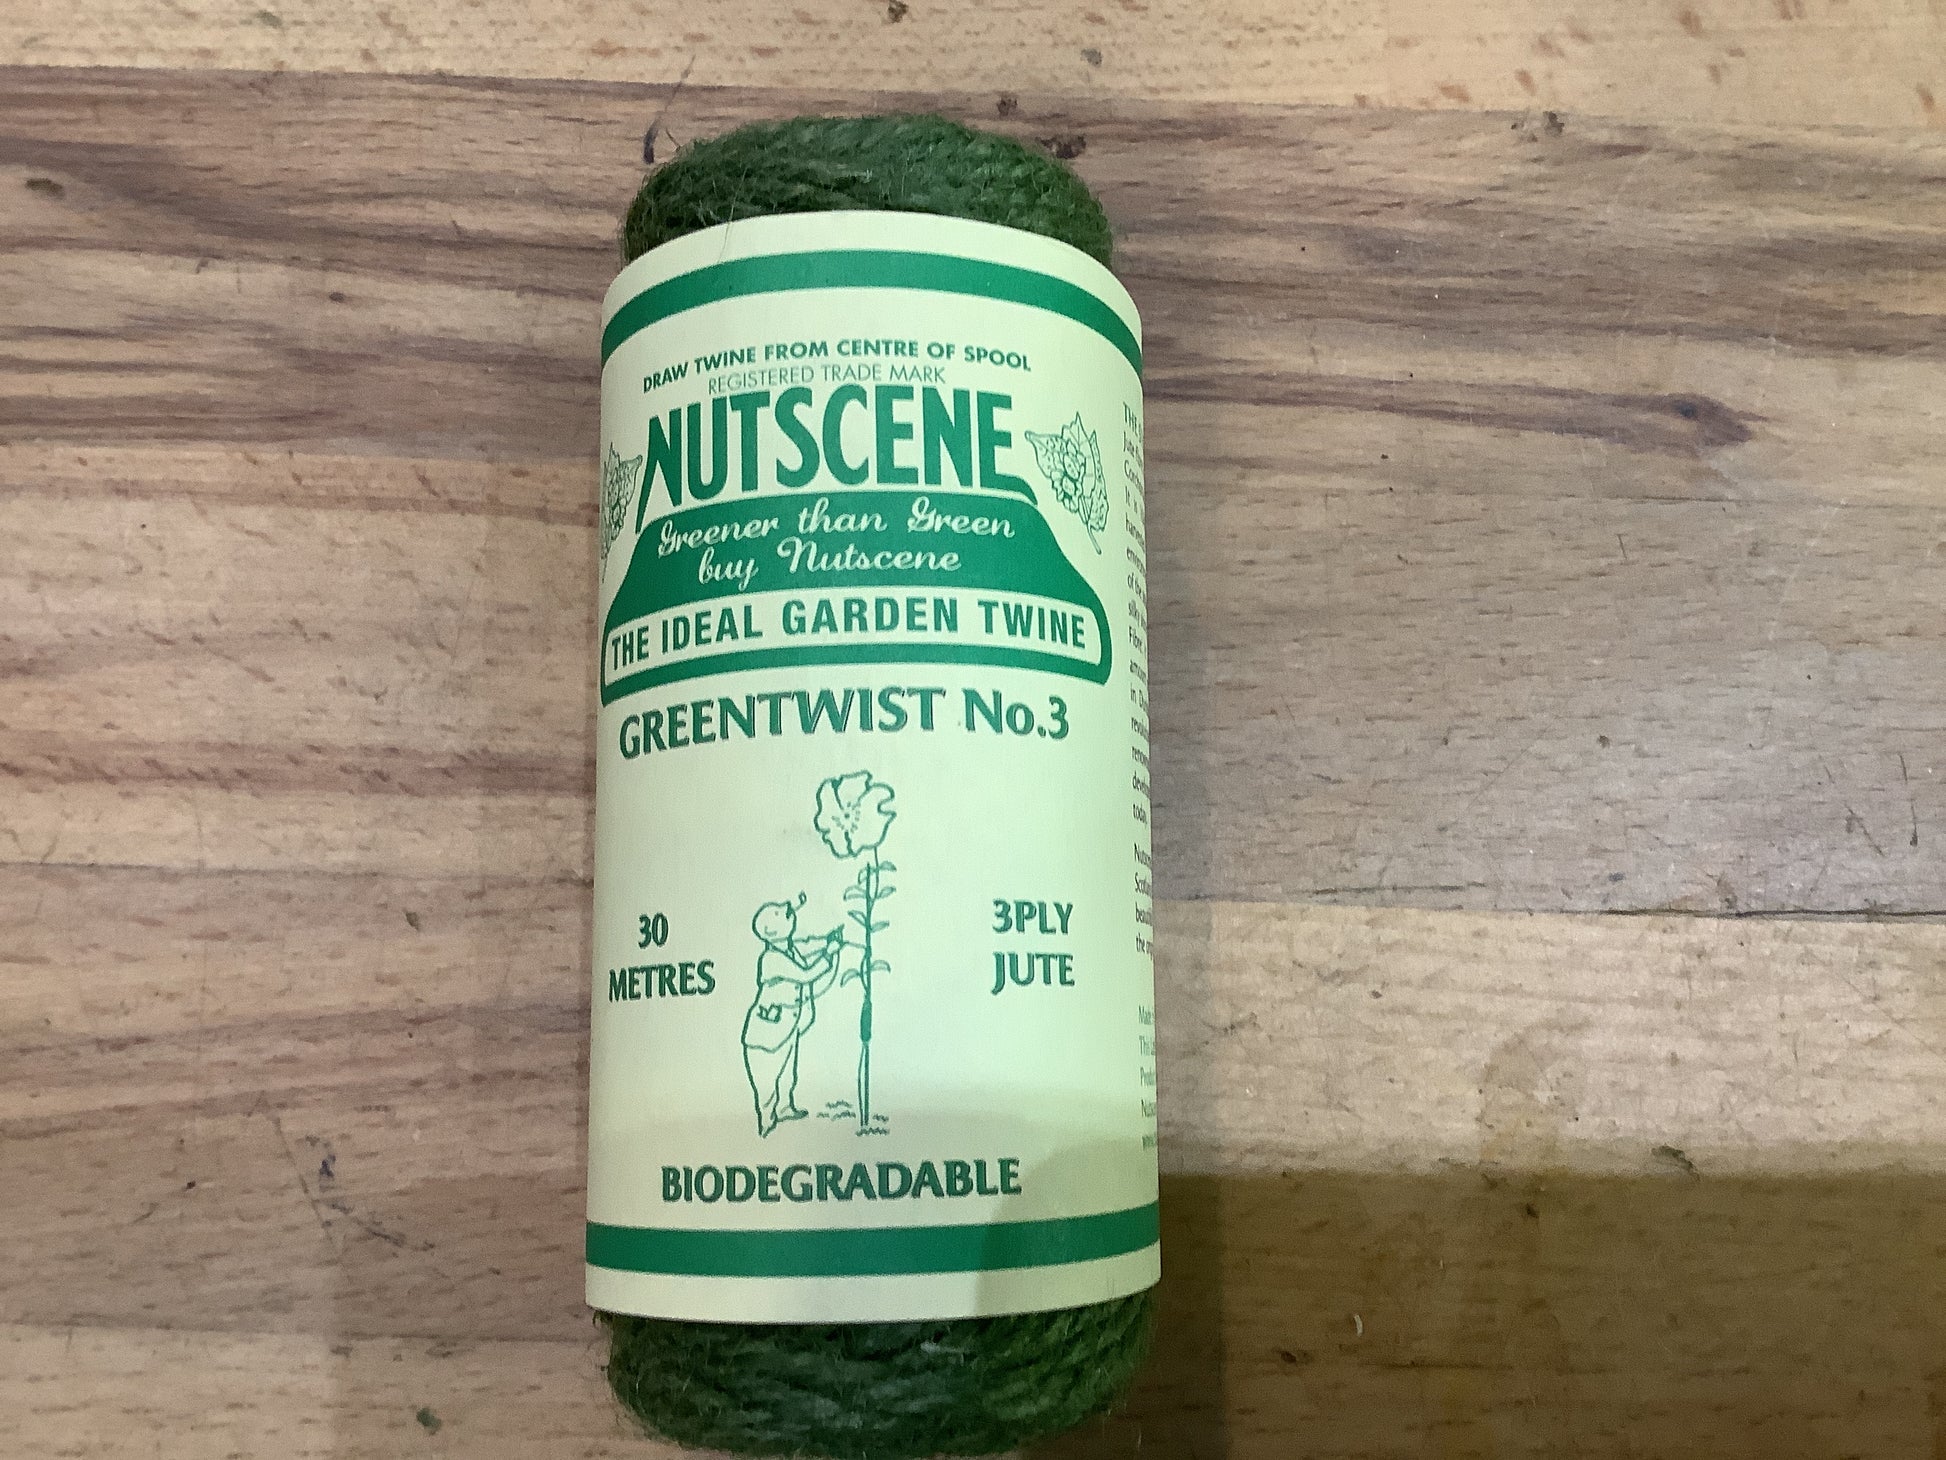 DRAW TWINE FROM CENTRE OF SPOOL
REGISTERED TRADE MARK
NUTSCENE
Greener than Green
buy Nutscene
THE IDEAL GARDEN TWINE
GREENTWIST No.3
30
METRES
3PLY
JUTE
BIODEGRADABLE